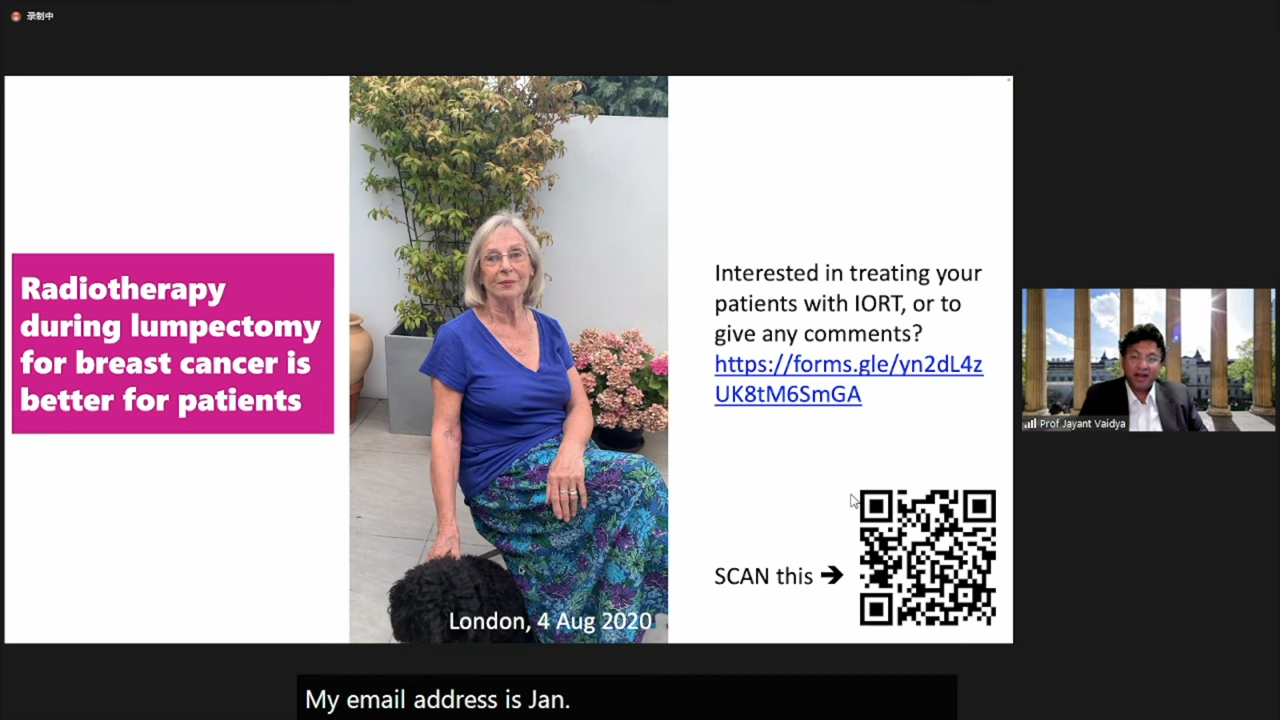 录制中
Radiotherapy
during lumpectomy
for breast cancer is
better for patients
London, 4 Aug 2020
Interested in treating your
patients with IORT, or to
give any comments?
https://forms.gle/yn2dL4z
UK8tM6SmGA
SCAN this ➔
Prof Jayant Vaidya
My email address is Jan.